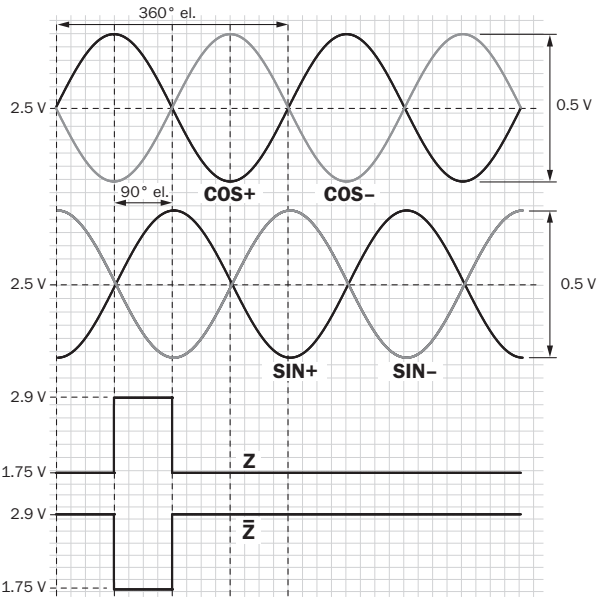 360° el.
2.5 V
0.5 V
90° el.
COS+
COS–
2.5 V
0.5 V
SIN+
SIN–
2.9 V
Z
1.75 V
2.9 V
Z̅
1.75 V